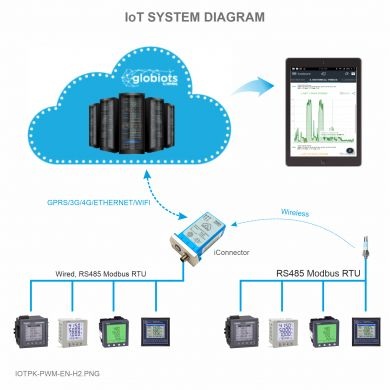 IoT SYSTEM DIAGRAM
globiots
GPRS/3G/4G/ETHERNET/WIFI
Wireless
iConnector
Wired, RS485 Modbus RTU
RS485 Modbus RTU
IOTPK-PWM-EN-H2.PNG